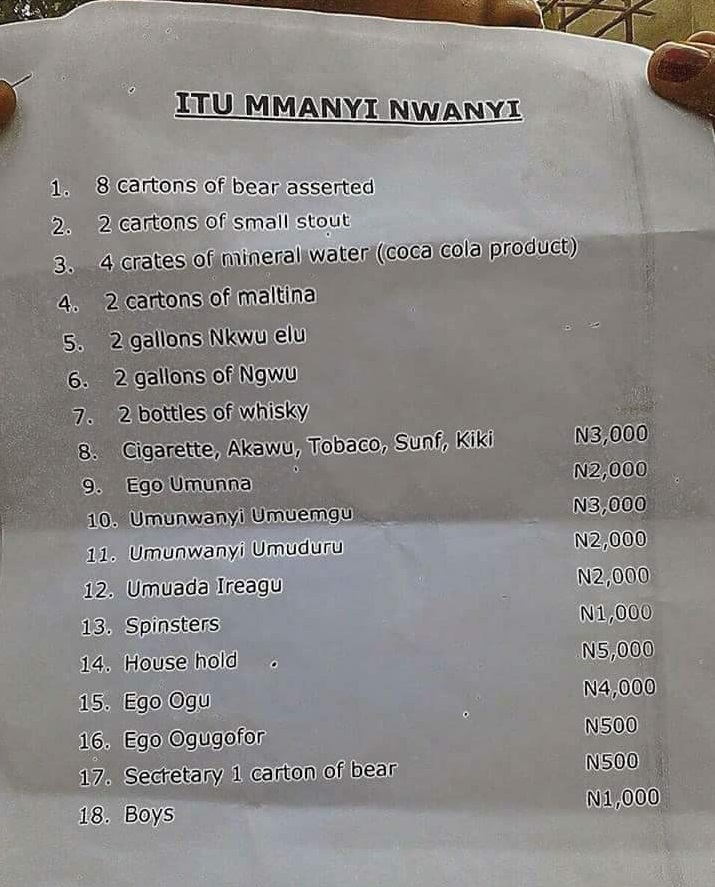 ITU MMANYI NWANYI
1. 8 cartons of bear asserted
2. 2 cartons of small stout
3. 4 crates of mineral water (coca cola product)
4. 2 cartons of maltina
5. 2 gallons Nkwu elu
6. 2 gallons of Ngwu
7. 2 bottles of whisky
8. Cigarette, Akawu, Tobaco, Sunf, Kiki N3,000
9. Ego Umunna N2,000
10. Umunwanyi Umuemgu N3,000
11. Umunwanyi Umuduru N2,000
12. Umuada Ireagu N2,000
13. Spinsters N1,000
14. House hold N5,000
15. Ego Ogu N4,000
16. Ego Ogugofor N500
17. Secretary 1 carton of bear N500
18. Boys N1,000